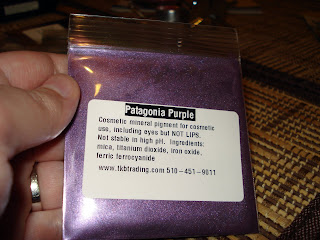 Patagonia Purple
Cosmetic mineral pigment for cosmetic
use, including eyes but NOT LIPS.
Not stable in high pH. Ingredients:
mica, titanium dioxide, iron oxide,
ferric ferrocyanide
www.tkbtrading.com 510-451-9011